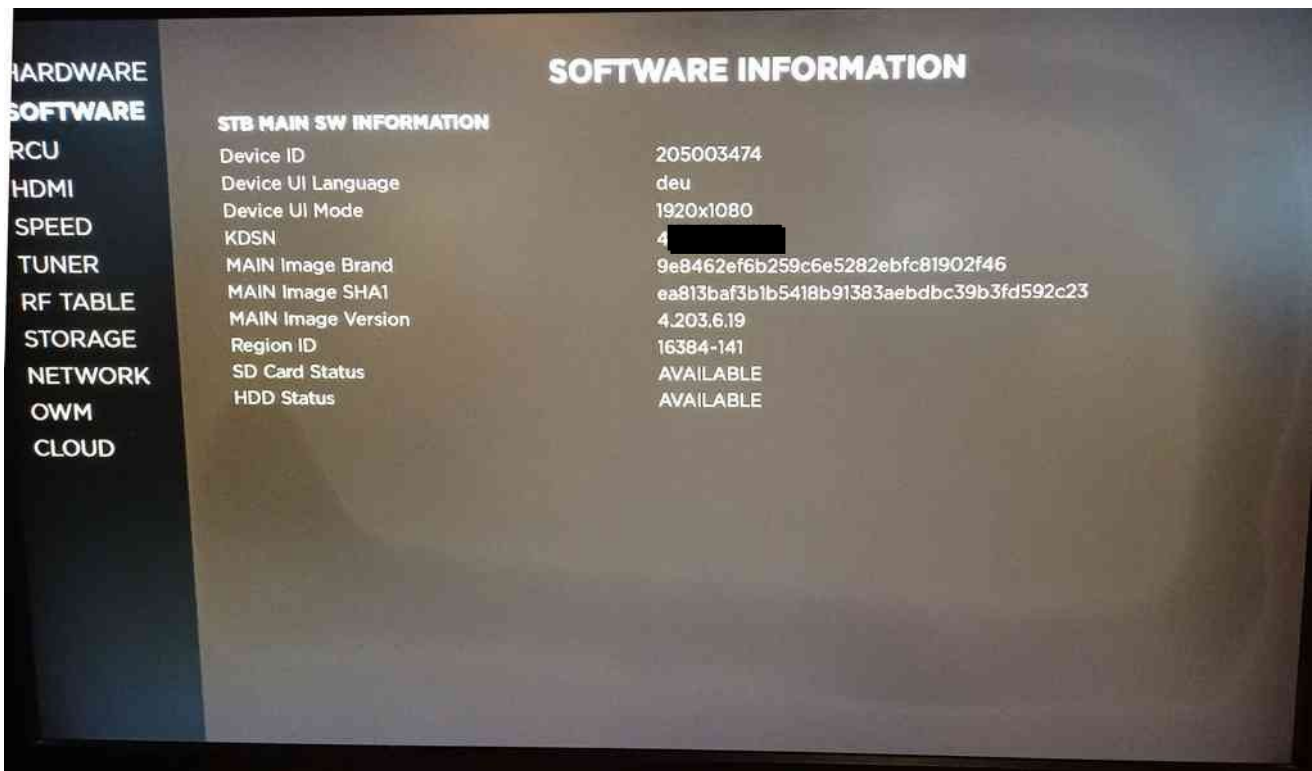 HARDWARE
SOFTWARE
RCU
HDMI
SPEED
TUNER
RF TABLE
STORAGE
NETWORK
OWM
CLOUD
SOFTWARE INFORMATION
STB MAIN SW INFORMATION
Device ID 205003474
Device UI Language deu
Device UI Mode 1920x1080
KDSN 4
MAIN Image Brand 9e8462ef6b259c6e5282ebfc81902f46
MAIN Image SHA1 ea813baf3b1b5418b91383aebdbc39b3fd592c23
MAIN Image Version 4.203.6.19
Region ID 16384-141
SD Card Status AVAILABLE
HDD Status AVAILABLE